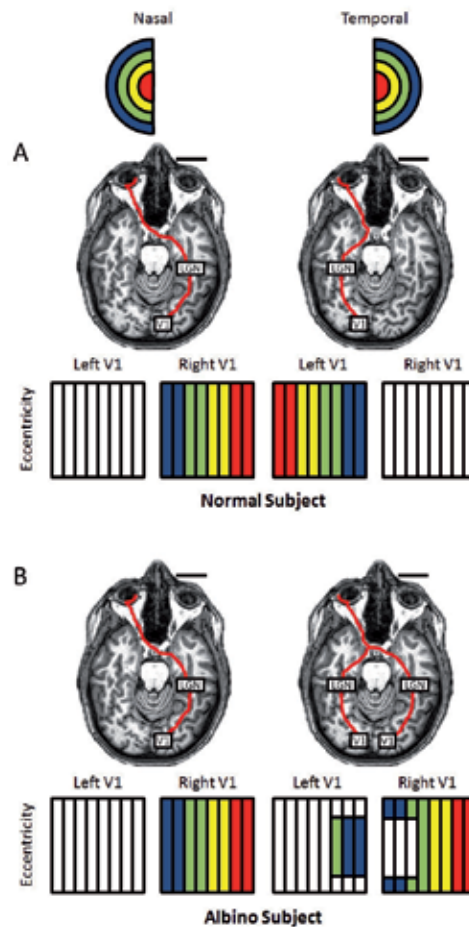 Nasal Temporal
A
LGN LGN
V1 V1
Left V1 Right V1 Left V1 Right V1
Eccentricity
Normal Subject
B
LGN LGN LGN
V1 V1 V1
Left V1 Right V1 Left V1 Right V1
Eccentricity
Albino Subject